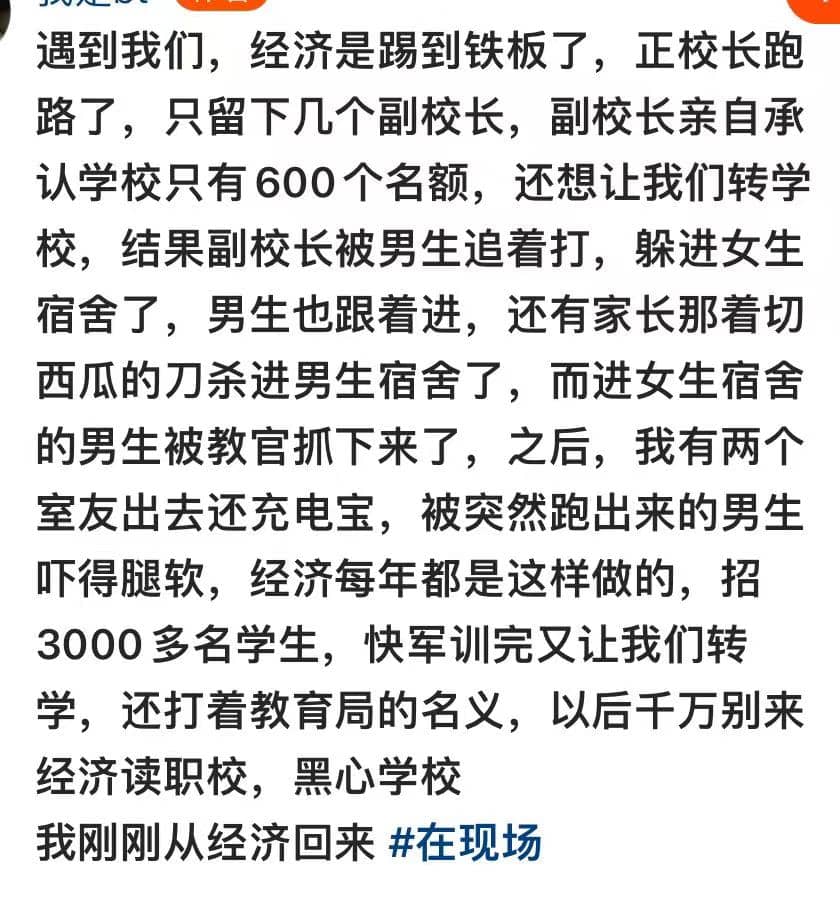 遇到我们，经济是踢到铁板了，正校长跑
路了，只留下几个副校长，副校长亲自承
认学校只有600个名额，还想让我们转学
校，结果副校长被男生追着打，躲进女生
宿舍了，男生也跟着进，还有家长那着切
西瓜的刀杀进男生宿舍了，而进女生宿舍
的男生被教官抓下来了，之后，我有两个
室友出去还充电宝，被突然跑出来的男生
吓得腿软，经济每年都是这样做的，招
3000多名学生，快军训完又让我们转
学，还打着教育局的名义，以后千万别来
经济读职校，黑心学校
我刚刚从经济回来 #在现场